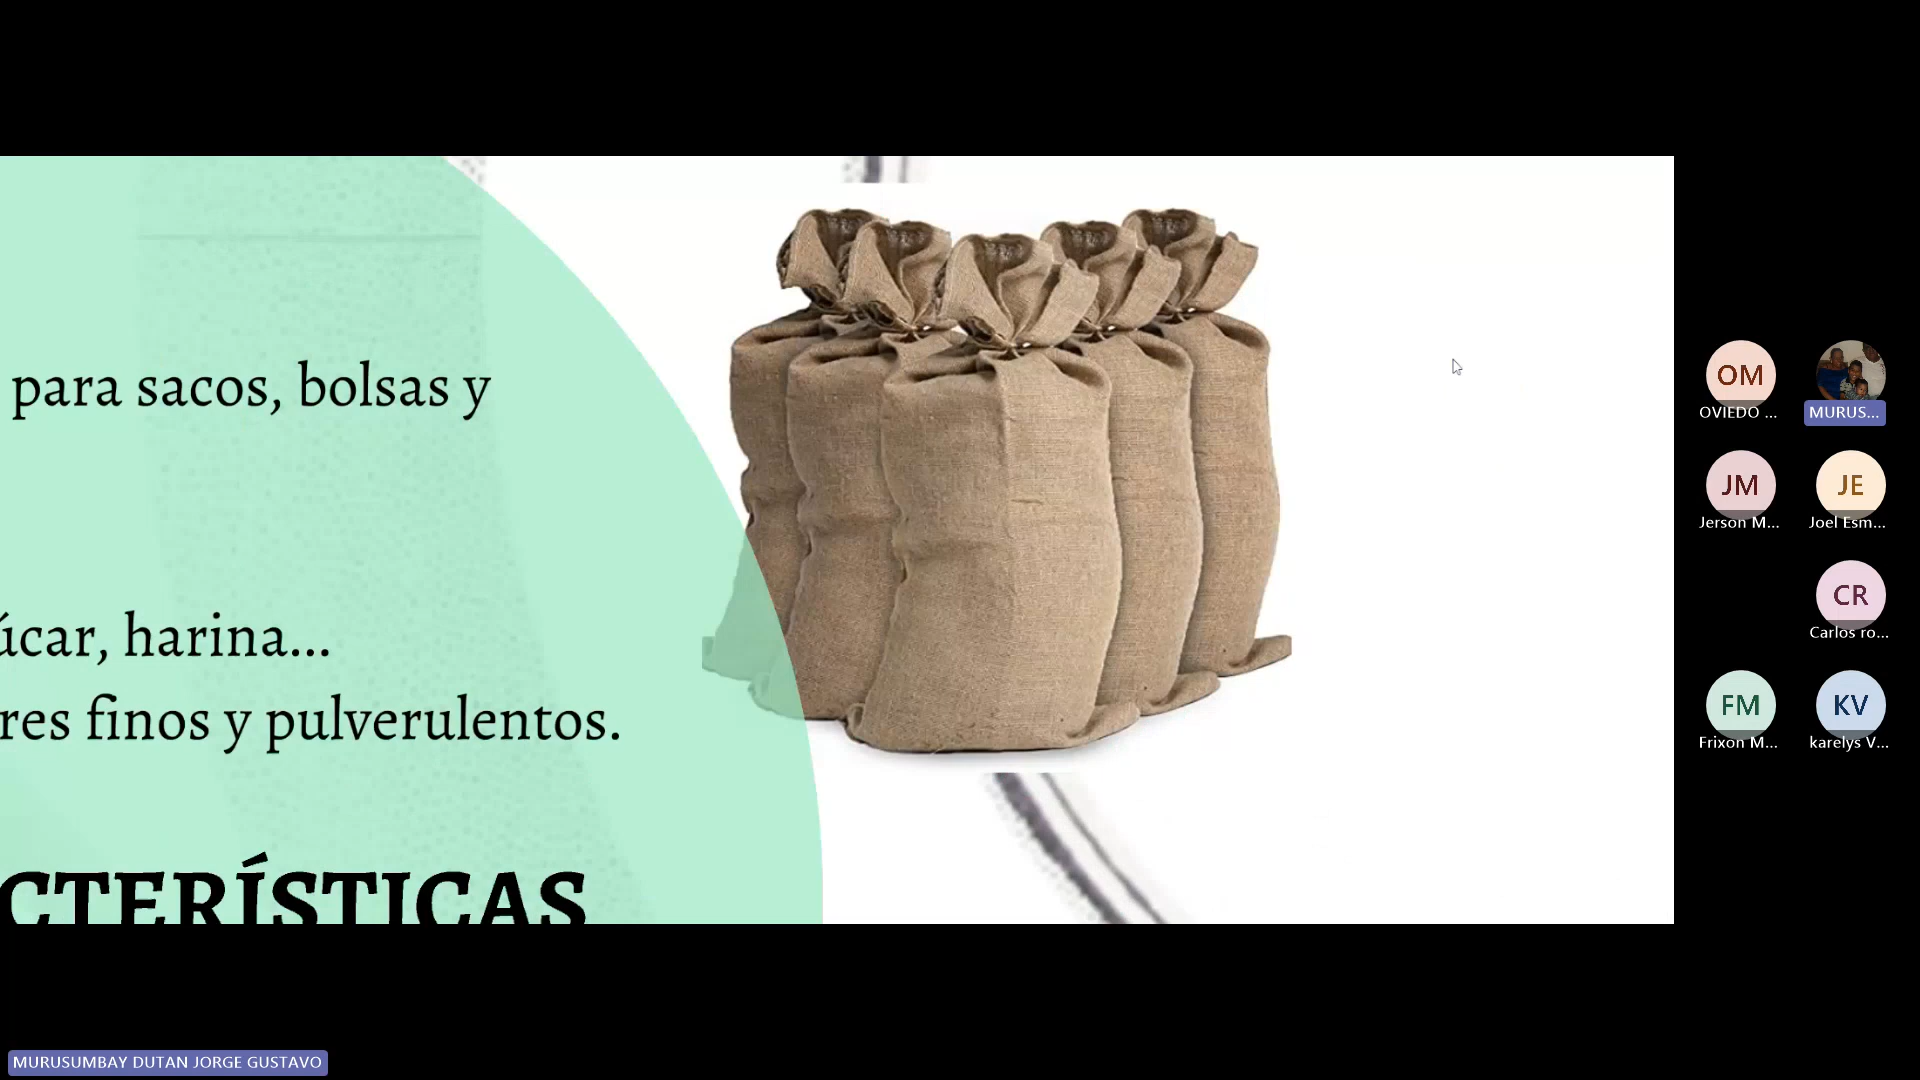 para sacos, bolsas y
úcar, harina...
res finos y pulverulentos.
CTERÍSTICAS
OM
OVIEDO ...
MURUS...
JM
Jerson M...
JE
Joel Esm...
CR
Carlos ro...
FM
Frixon M...
KV
karelys V...
MURUSUMBAY DUTAN JORGE GUSTAVO